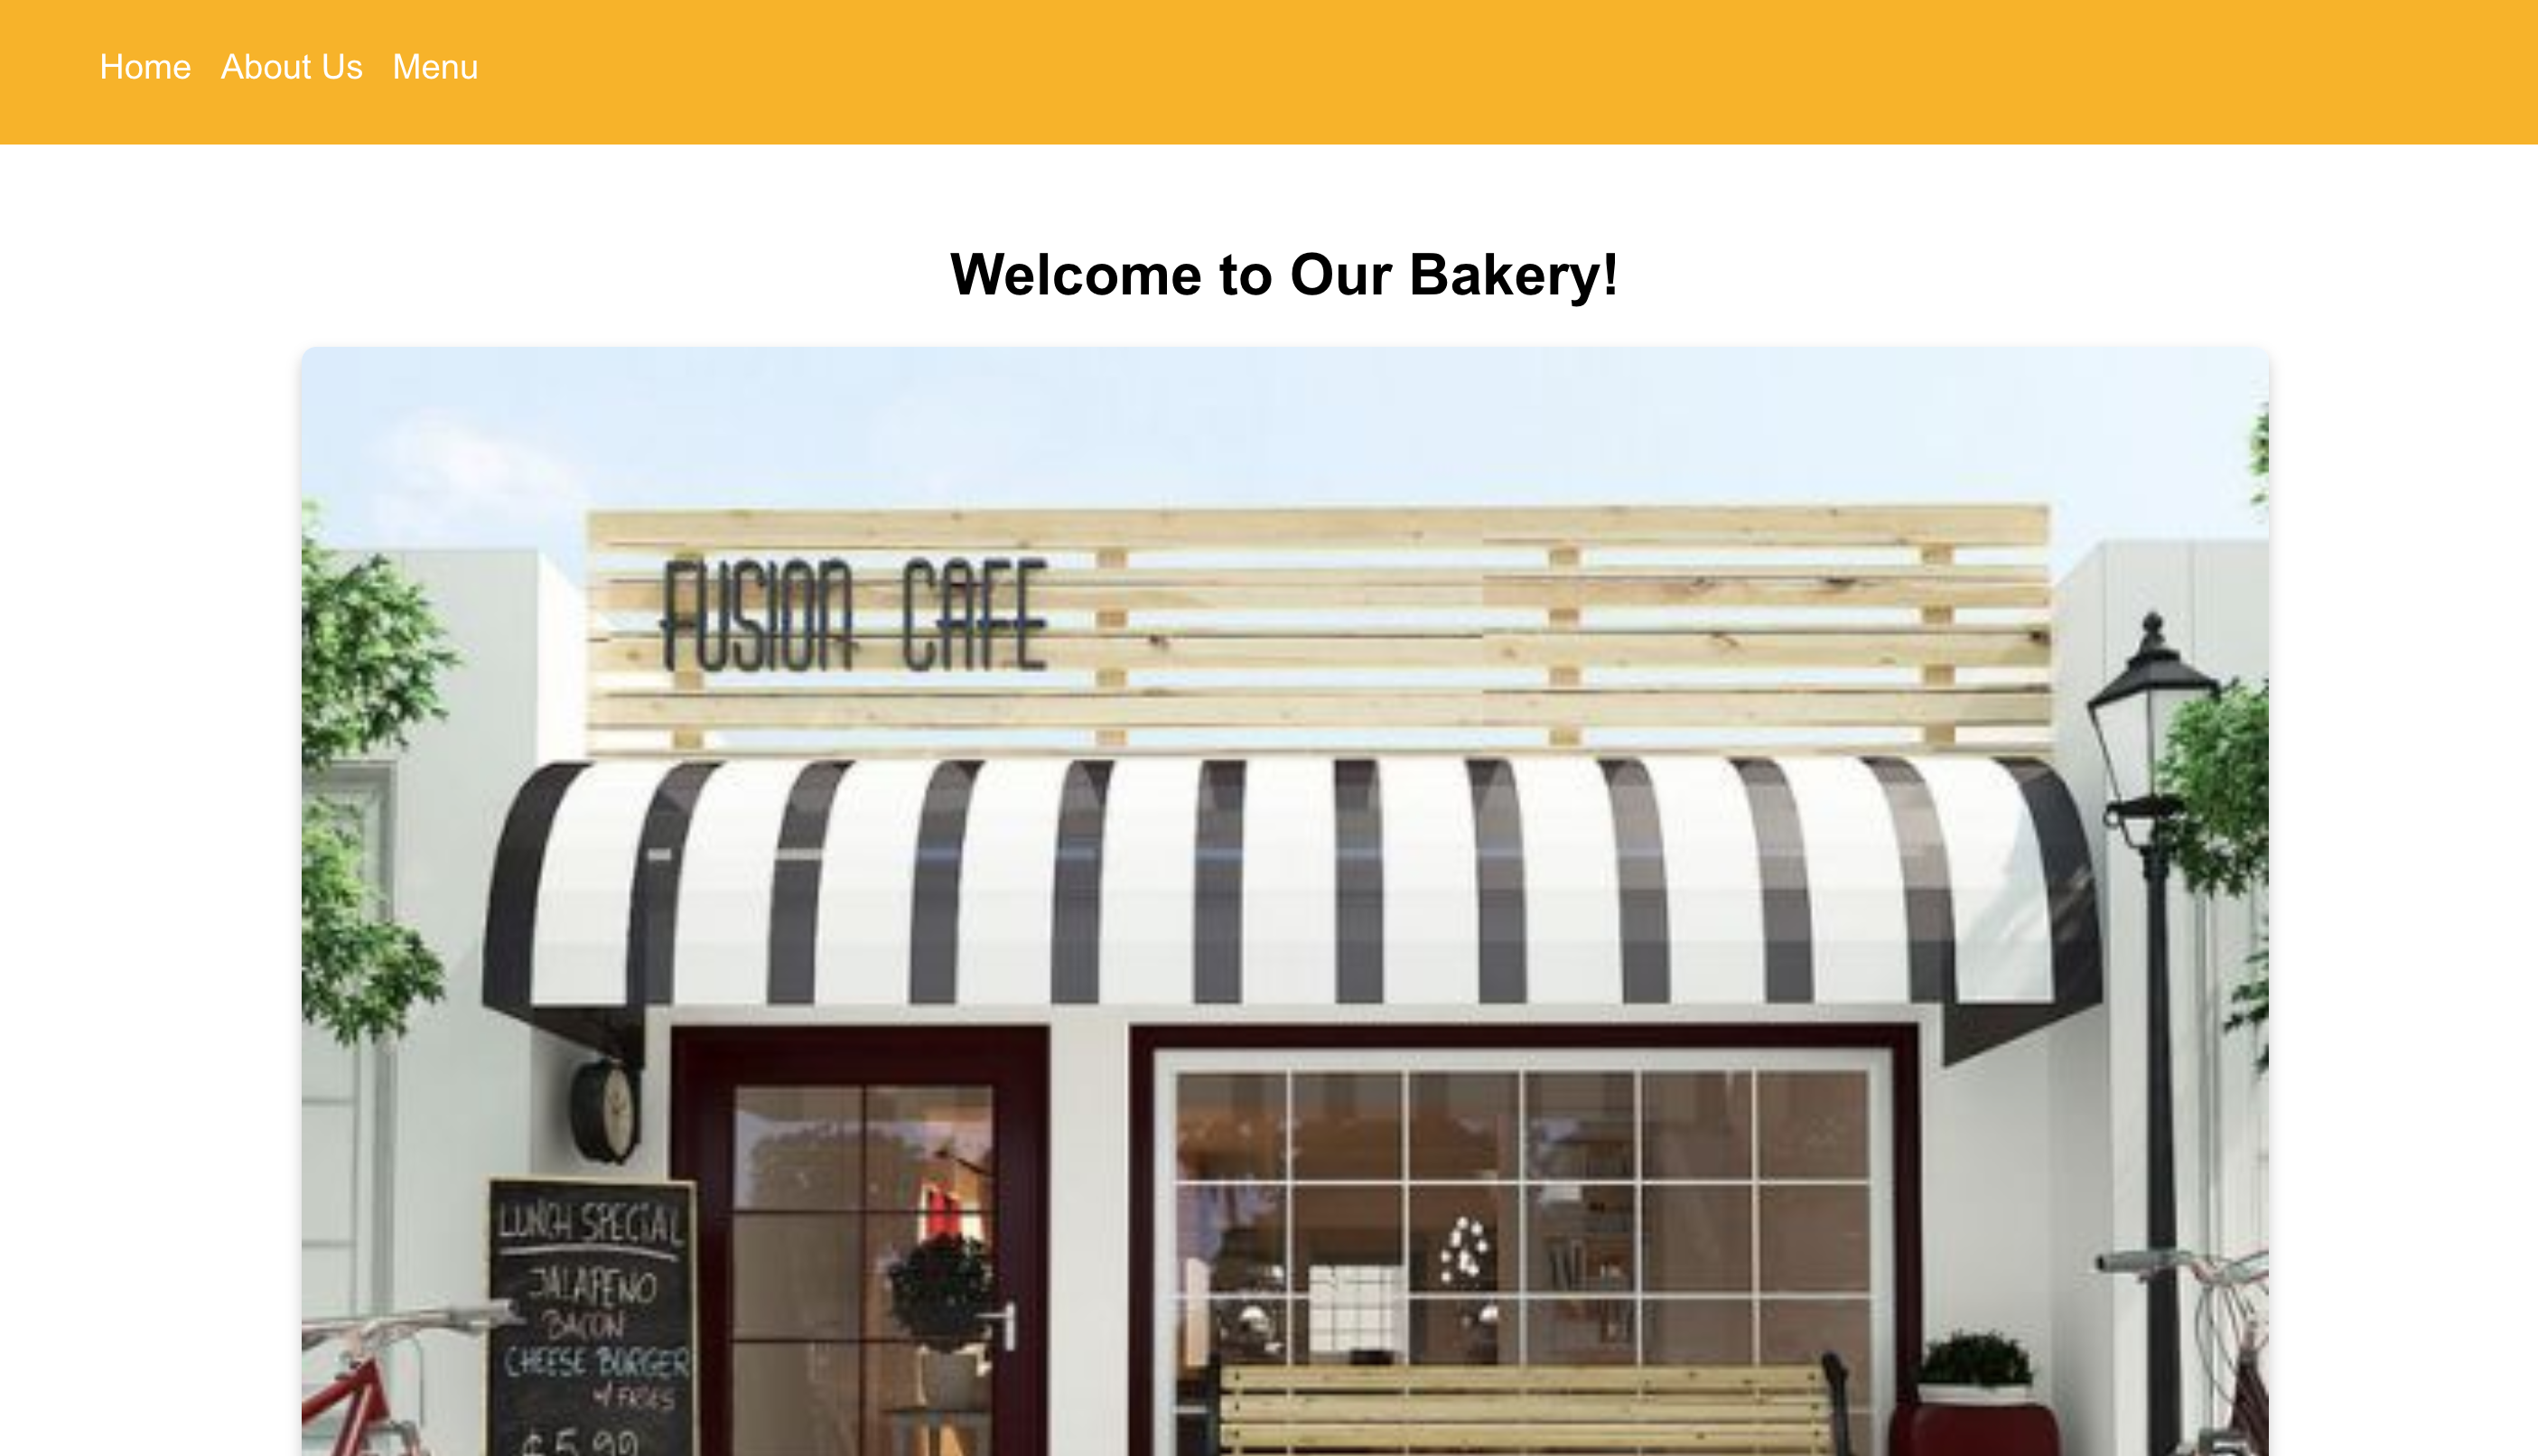 Home About Us Menu
Welcome to Our Bakery!
FUSION CAFE
LUNCH SPECIAL
JALAPENO
BACON
CHEESE BURGER
w/ FRIES
$5.99